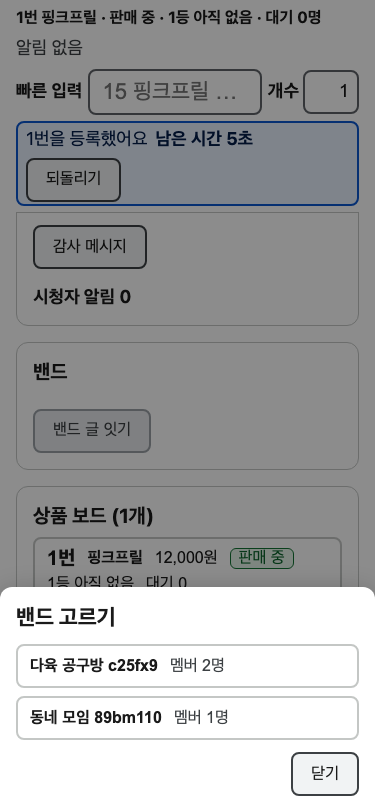 1번 핑크프릴 · 판매 중 · 1등 아직 없음 · 대기 0명
알림 없음
빠른 입력 15 핑크프릴 … 개수 1
1번을 등록했어요 남은 시간 5초
되돌리기
감사 메시지
시청자 알림 0
밴드
밴드 글 잇기
상품 보드 (1개)
1번 핑크프릴 12,000원 판매 중
1등 아직 없음 대기 0
밴드 고르기
다육 공구방 c25fx9 멤버 2명
동네 모임 89bm110 멤버 1명
닫기